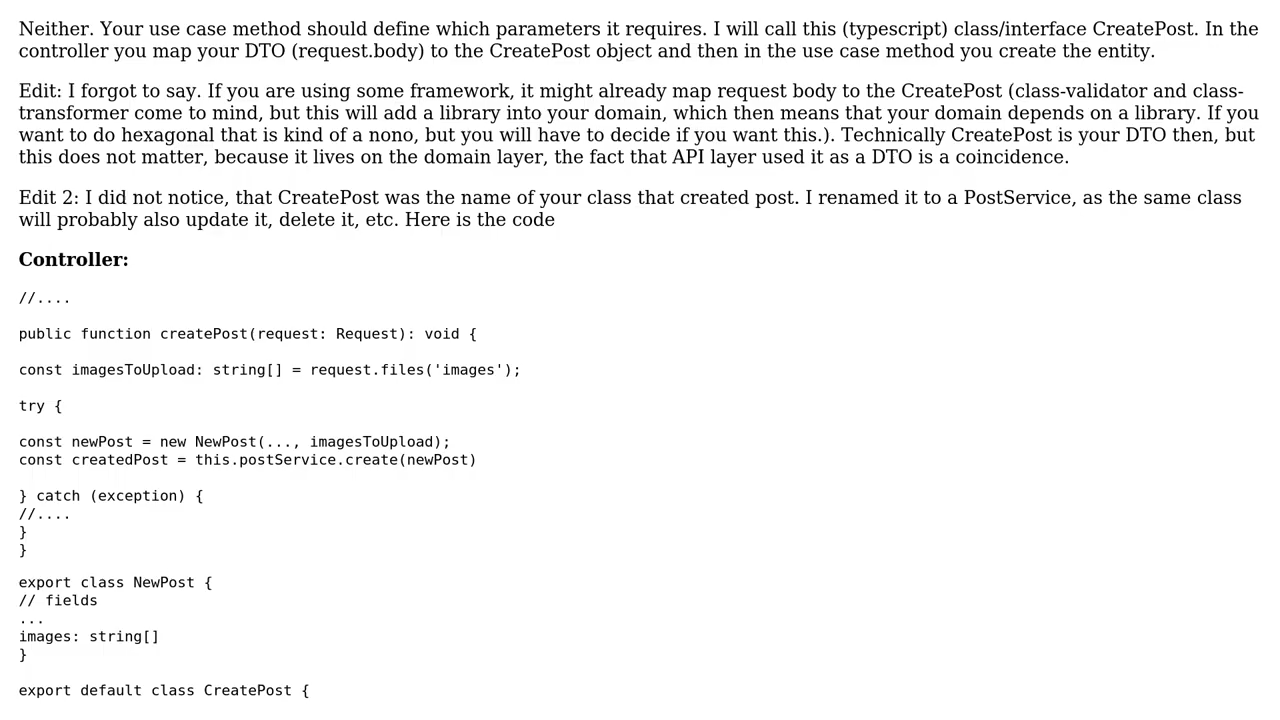 Neither. Your use case method should define which parameters it requires. I will call this (typescript) class/interface CreatePost. In the
controller you map your DTO (request.body) to the CreatePost object and then in the use case method you create the entity.
Edit: I forgot to say. If you are using some framework, it might already map request body to the CreatePost (class-validator and class-
transformer come to mind, but this will add a library into your domain, which then means that your domain depends on a library. If you
want to do hexagonal that is kind of a nono, but you will have to decide if you want this.). Technically CreatePost is your DTO then, but
this does not matter, because it lives on the domain layer, the fact that API layer used it as a DTO is a coincidence.
Edit 2: I did not notice, that CreatePost was the name of your class that created post. I renamed it to a PostService, as the same class
will probably also update it, delete it, etc. Here is the code
Controller:
//....
public function createPost(request: Request): void {
const imagesToUpload: string[] = request.files('images');
try {
const newPost = new NewPost(..., imagesToUpload);
const createdPost = this.postService.create(newPost)
} catch (exception) {
//....
}
}
export class NewPost {
// fields
...
images: string[]
}
export default class CreatePost {